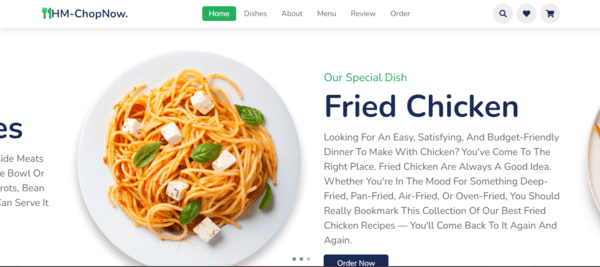 HM-ChopNow.
Home Dishes About Menu Review Order
es
side Meats
e Bowl Or
rots, Bean
Can Serve It
Our Special Dish
Fried Chicken
Looking For An Easy, Satisfying, And Budget-Friendly
Dinner To Make With Chicken? You've Come To The
Right Place. Fried Chicken Are Always A Good Idea.
Whether You're In The Mood For Something Deep-
Fried, Pan-Fried, Air-Fried, Or Oven-Fried, You Should
Really Bookmark This Collection Of Our Best Fried
Chicken Recipes — You'll Come Back To It Again And
Again.
Order Now